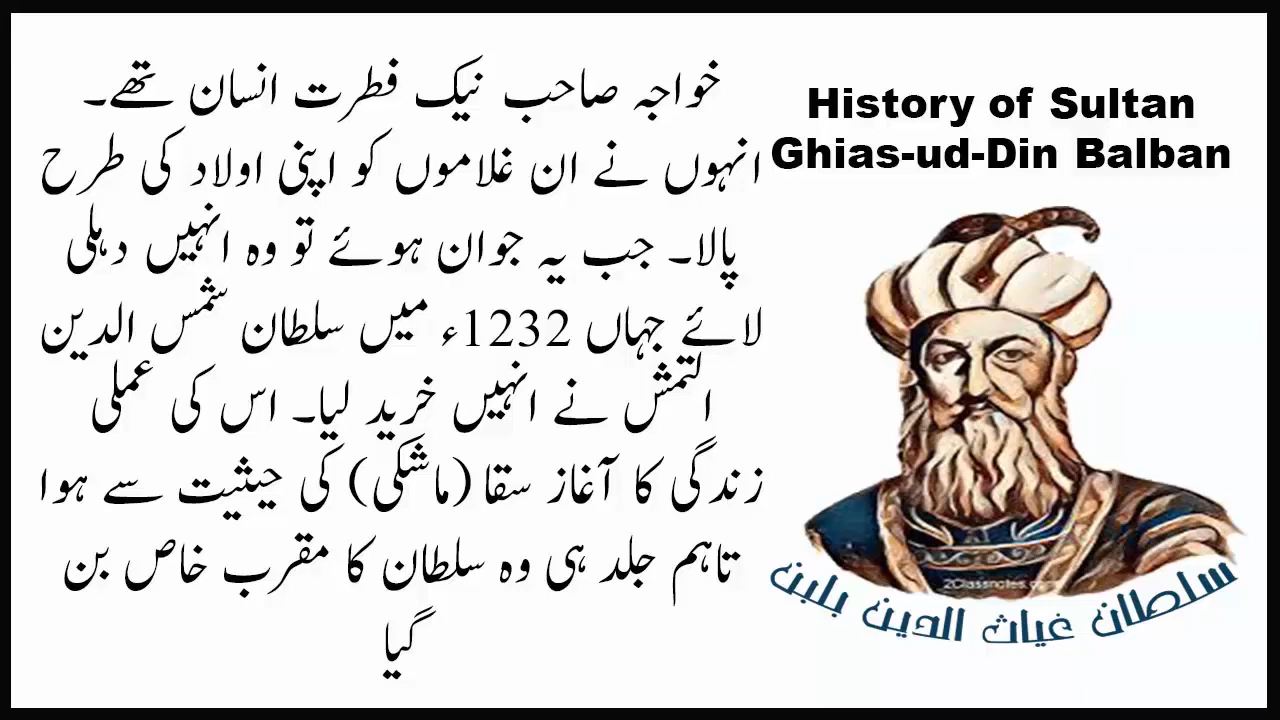 خواجہ صاحب نیک فطرت انسان تھے۔
انہوں نے ان غلاموں کو اپنی اولاد کی طرح
پالا۔ جب یہ جوان ہوئے تو وہ انہیں دہلی
لائے جہاں 1232ء میں سلطان شمس الدین
التمش نے انہیں خرید لیا۔ اس کی عملی
زندگی کا آغاز سقا (ماشکی) کی حیثیت سے ہوا
تاہم جلد ہی وہ سلطان کا مقرب خاص بن
گیا
History of Sultan
Ghias-ud-Din Balban
2Classnotes.com
سلطان غیاث الدین بلبن